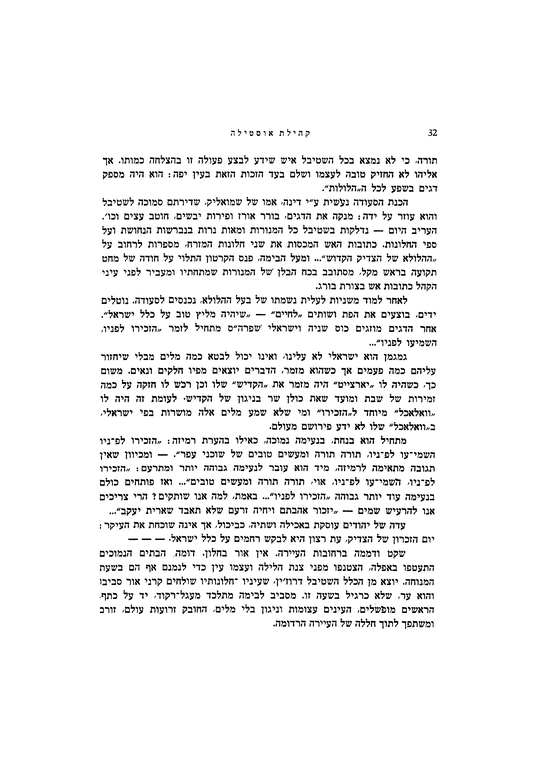 קהילת אוסטילה 32
תורה, כי לא נמצא בכל השטיבל איש שידע לבצע פעולה זו בהצלחה כמותו. אך
אליהו לא החזיק טובה לעצמו ושלם בעד הזכות הזאת בעין יפה: הוא היה מספק
דגים בשפע לכל ה„הלולות”.
הכנת הסעודה נעשית ע״י דינה, אמו של שמואליק, שדירתם סמוכה לשטיבל
והוא עוזר על ידה: מנקה את הדגים, בורר אורז ופירות יבשים, חוטב עצים וכו׳.
העריב היום — נדלקות בשטיבל כל המנורות ומאות נרות בנברשות הנחושת ועל
ספי החלונות. כתובות האש המכסות את שני חלונות המזרח, מספרות לרחוב על
„ההלולא של הצדיק הקדוש”... ומעל הבימה, פנס הקרטון התלוי על חודה של מחט
תקועה בראש מקל, מסתובב בכח הבלן של המנורות שמתחתיו ומעביר לפני עיני
הקהל כתובות אש בצורת בורג.
לאחר למוד משניות לעלית נשמתו של בעל ההלולא, נכנסים לסעודה. נוטלים
ידים, בוצעים את הפת ושותים „לחיים” — „שיהיה מליץ טוב על כלל ישראל”.
אחר הדגים מוזגים כוס שניה וישראלי שפרה׳ס מתחיל לזמר „הזכירו לפניו,
השמיעו לפניו”...
גמגמן הוא ישראלי לא עלינו, ואינו יכול לבטא כמה מלים מבלי שיחזור
עליהם כמה פעמים אך כשהוא מזמר, הדברים יוצאים מפיו חלקים ונאים. משום
כך, כשהיה לו „יארצייט” היה מזמר את „הקדיש” שלו וכן רכש לו חזקה על כמה
זמירות של שבת ומועד שאת כולן שר בניגון של הקדיש. לעומת זה היה לו
„וואלאכל” מיוחד ל„הזכירו” ומי שלא שמע מלים אלה מושרות בפי ישראלי,
ב„וואלאכל” שלו לא ידע פירושם מעולם.
מתחיל הוא בנחת, בנעימה נמוכה, כאילו בהערת רמיזה: „הזכירו לפ־ניו
השמי־עו לפ־ניו, תורה תורה ומעשים טובים של שוכני עפר”. — ומכיוון שאין
תגובה מתאימה לרמיזה, מיד הוא עובר לנעימה גבוהה יותר ומתרעם: „הזכירו
לפ־ניו, השמי־עו לפ־ניו, אוי, תורה תורה ומעשים טובים”... ואז פותחים כולם
בנעימה עוד יותר גבוהה „הזכירו לפניו”... באמת, למה אנו שותקים? הרי צריכים
אנו להרעיש שמים — „יזכור אהבתם ויחיה זרעם שלא תאבד שארית יעקב”...
עדה של יהודים עוסקת באכילה ושתיה, כביכול, אך אינה שוכחת את העיקר:
יום הזכרון של הצדיק, עת רצון היא לבקש רחמים על כלל ישראל. — — —
שקט ודממה ברחובות העיירה. אין אור בחלון. דומה, הבתים הנמוכים
התעטפו באפלה, הצטנפו מפני צנת הלילה ועצמו עין כדי לנמנם אף הם בשעת
המנוחה. יוצא מן הכלל השטיבל דרוז׳ין, שעיניו־חלונותיו שולחים קרני אור סביבו
והוא ער, שלא כרגיל בשעה זו. מסביב לבימה מתלכד מעגל־רקוד, יד על כתף,
הראשים מופשלים, העינים עצומות וניגון בלי מלים, החובק זרועות עולם, זורב
ומשתפך לתוך חללה של העיירה הרדומה.